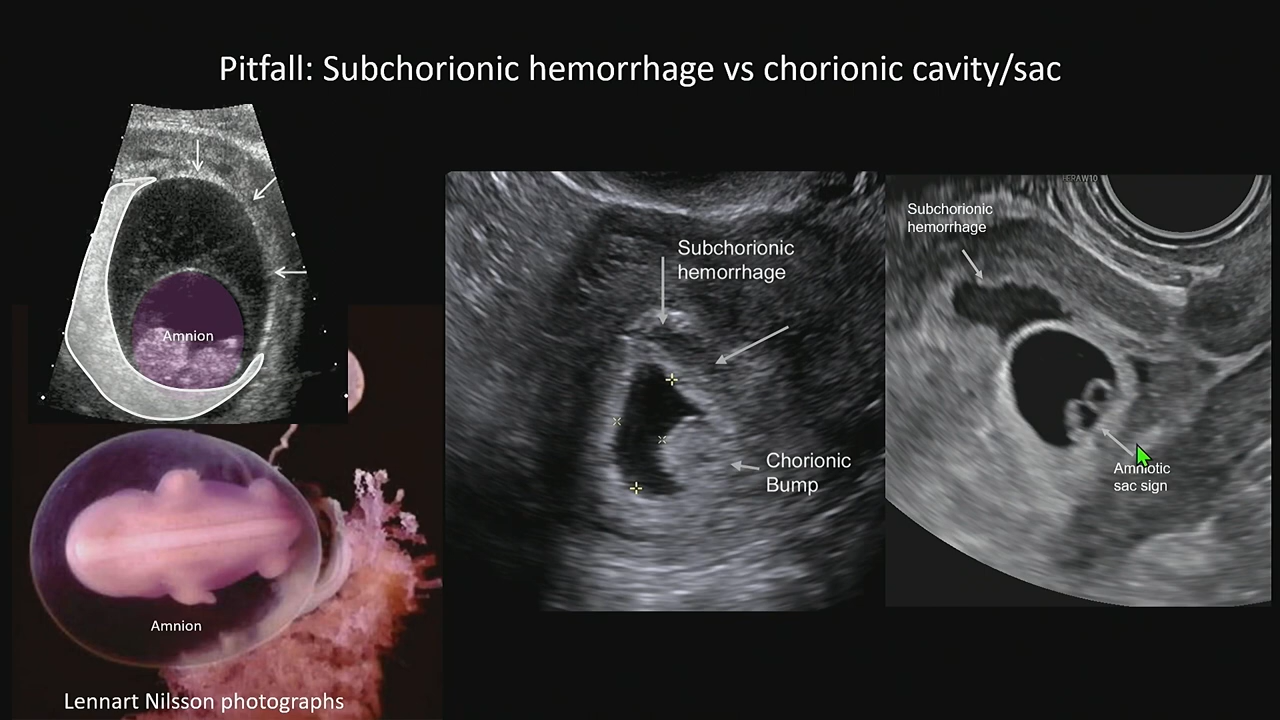 Pitfall: Subchorionic hemorrhage vs chorionic cavity/sac
Amnion
Amnion
Lennart Nilsson photographs
Subchorionic
hemorrhage
Chorionic
Bump
HERAW10
Subchorionic
hemorrhage
Amniotic
sac sign